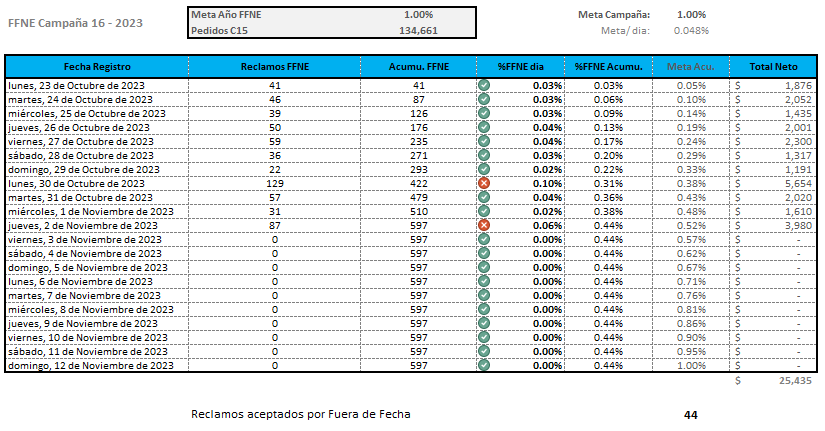 FFNE Campaña 16 - 2023
Meta Año FFNE 1.00%
Pedidos C15 134,661
Meta Campaña: 1.00%
Meta/ dia: 0.048%
Fecha Registro Reclamos FFNE Acumu. FFNE %FFNE dia %FFNE Acumu. Meta Acu. Total Neto
lunes, 23 de Octubre de 2023 41 41 0.03% 0.03% 0.05% $ 1,876
martes, 24 de Octubre de 2023 46 87 0.03% 0.06% 0.10% $ 2,052
miércoles, 25 de Octubre de 2023 39 126 0.03% 0.09% 0.14% $ 1,435
jueves, 26 de Octubre de 2023 50 176 0.04% 0.13% 0.19% $ 2,001
viernes, 27 de Octubre de 2023 59 235 0.04% 0.17% 0.24% $ 2,300
sábado, 28 de Octubre de 2023 36 271 0.03% 0.20% 0.29% $ 1,317
domingo, 29 de Octubre de 2023 22 293 0.02% 0.22% 0.33% $ 1,191
lunes, 30 de Octubre de 2023 129 422 0.10% 0.31% 0.38% $ 5,654
martes, 31 de Octubre de 2023 57 479 0.04% 0.36% 0.43% $ 2,020
miércoles, 1 de Noviembre de 2023 31 510 0.02% 0.38% 0.48% $ 1,610
jueves, 2 de Noviembre de 2023 87 597 0.06% 0.44% 0.52% $ 3,980
viernes, 3 de Noviembre de 2023 0 597 0.00% 0.44% 0.57% $ -
sábado, 4 de Noviembre de 2023 0 597 0.00% 0.44% 0.62% $ -
domingo, 5 de Noviembre de 2023 0 597 0.00% 0.44% 0.67% $ -
lunes, 6 de Noviembre de 2023 0 597 0.00% 0.44% 0.71% $ -
martes, 7 de Noviembre de 2023 0 597 0.00% 0.44% 0.76% $ -
miércoles, 8 de Noviembre de 2023 0 597 0.00% 0.44% 0.81% $ -
jueves, 9 de Noviembre de 2023 0 597 0.00% 0.44% 0.86% $ -
viernes, 10 de Noviembre de 2023 0 597 0.00% 0.44% 0.90% $ -
sábado, 11 de Noviembre de 2023 0 597 0.00% 0.44% 0.95% $ -
domingo, 12 de Noviembre de 2023 0 597 0.00% 0.44% 1.00% $ -
$ 25,435
Reclamos aceptados por Fuera de Fecha 44